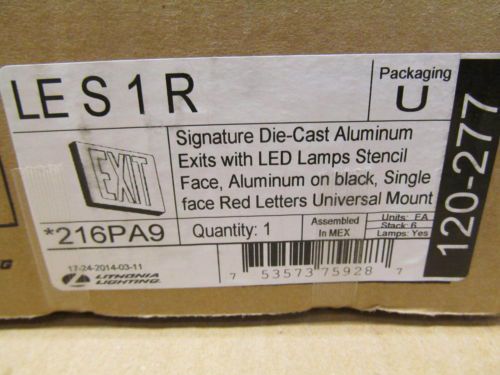 LE S 1 R
Packaging
U
EXIT
Signature Die-Cast Aluminum
Exits with LED Lamps Stencil
Face, Aluminum on black, Single
face Red Letters Universal Mount
*216PA9
Quantity: 1
Assembled
In MEX
Units: EA
Stack: 6
Lamps: Yes
120-277
17-24-2014-03-11
LITHONIA
LIGHTING
7 53573 75928 7